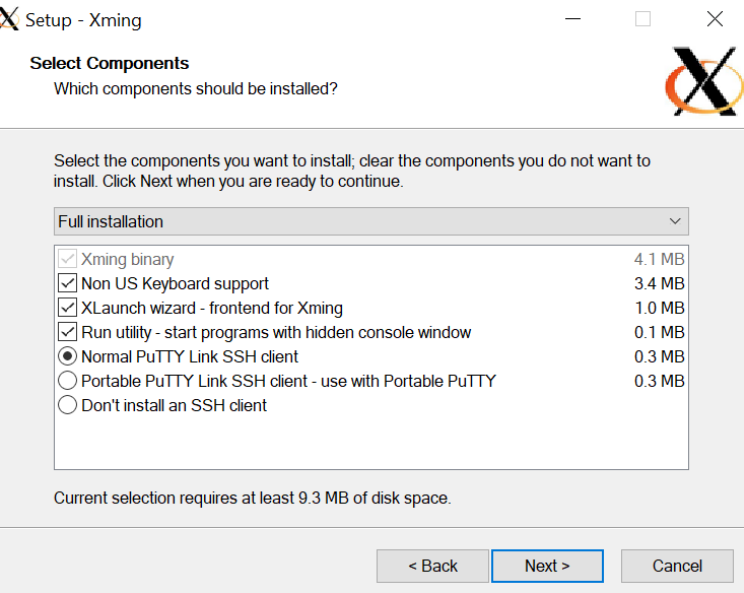 Setup - Xming
Select Components
Which components should be installed?
Select the components you want to install; clear the components you do not want to
install. Click Next when you are ready to continue.
Full installation
Xming binary 4.1 MB
Non US Keyboard support 3.4 MB
XLaunch wizard - frontend for Xming 1.0 MB
Run utility - start programs with hidden console window 0.1 MB
Normal PuTTY Link SSH client 0.3 MB
Portable PuTTY Link SSH client - use with Portable PuTTY 0.3 MB
Don't install an SSH client
Current selection requires at least 9.3 MB of disk space.
< Back Next > Cancel